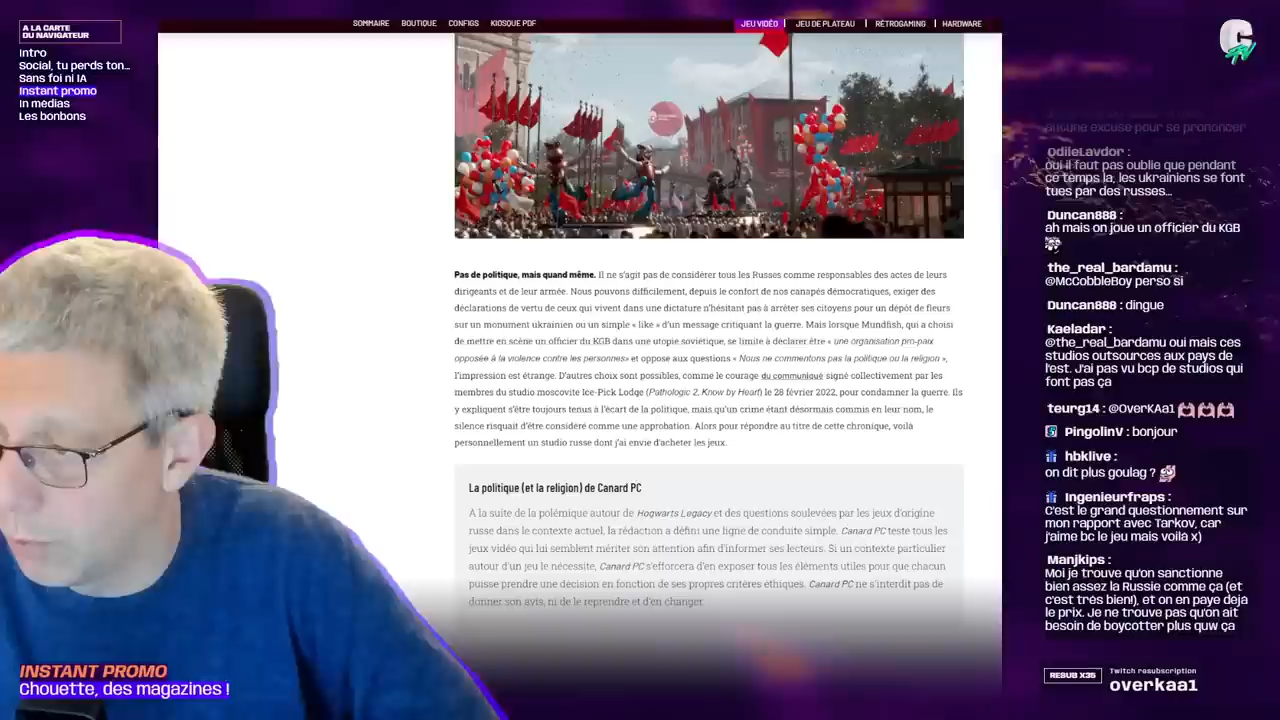 A LA CARTE
DU NAVIGATEUR
Intro
Social, tu perds ton...
Sans foi ni IA
Instant promo
In médias
Les bonbons
SOMMAIRE BOUTIQUE CONFIGS KIOSQUE PDF
JEU VIDÉO JEU DE PLATEAU RÉTROGAMING HARDWARE
Pas de politique, mais quand même. Il ne s'agit pas de considérer tous les Russes comme responsables des actes de leurs
dirigeants et de leur armée. Nous pouvons difficilement, depuis le confort de nos canapés démocratiques, exiger des
déclarations de vertu de ceux qui vivent dans une dictature n'hésitant pas à arrêter ses citoyens pour un dépôt de fleurs
sur un monument ukrainien ou un simple « like » d'un message critiquant la guerre. Mais lorsque Mundfish, qui a choisi
de mettre en scène un officier du KGB dans une utopie soviétique, se limite à déclarer être « une organisation pro-paix
opposée à la violence contre les personnes» et oppose aux questions « Nous ne commentons pas la politique ou la religion »,
l'impression est étrange. D'autres choix sont possibles, comme le courage du communiqué signé collectivement par les
membres du studio moscovite Ice-Pick Lodge (Pathologic 2, Know by Heart) le 28 février 2022, pour condamner la guerre. Ils
y expliquent s'être toujours tenus à l'écart de la politique, mais qu'un crime étant désormais commis en leur nom, le
silence risquait d'être considéré comme une approbation. Alors pour répondre au titre de cette chronique, voilà
personnellement un studio russe dont j'ai envie d'acheter les jeux.
La politique (et la religion) de Canard PC
A la suite de la polémique autour de Hogwarts Legacy et des questions soulevées par les jeux d'origine
russe dans le contexte actuel, la rédaction a défini une ligne de conduite simple. Canard PC teste tous les
jeux vidéo qui lui semblent mériter son attention afin d'informer ses lecteurs. Si un contexte particulier
autour d'un jeu le nécessite, Canard PC s'efforcera d'en exposer tous les éléments utiles pour que chacun
puisse prendre une décision en fonction de ses propres critères éthiques. Canard PC ne s'interdit pas de
donner son avis, ni de le reprendre et d'en changer
C TV
aucune excuse pour se prononcer
OdileLavdor :
oui il faut pas oublie que pendant
ce temps la, les ukrainiens se font
tues par des russes...
Duncan888 :
ah mais on joue un officier du KGB
the_real_bardamu :
@McCobbleBoy perso si
Duncan888 : dingue
Kaeladar :
@the_real_bardamu oui mais ces
studios outsources aux pays de
l'est. J'ai pas vu bcp de studios qui
font pas ça
teurg14 : @OverKAa1
PingolinV : bonjour
hbklive :
on dit plus goulag ?
Ingenieurfraps :
C'est le grand questionnement sur
mon rapport avec Tarkov, car
j'aime bc le jeu mais voilà x)
Manjkips :
Moi je trouve qu'on sanctionne
bien assez la Russie comme ça (et
c'est très bien!), et on en paye déja
le prix. Je ne trouve pas qu'on ait
besoin de boycotter plus quw ça
RESUB X35
Twitch resubscription
overkaa1
INSTANT PROMO
Chouette, des magazines !